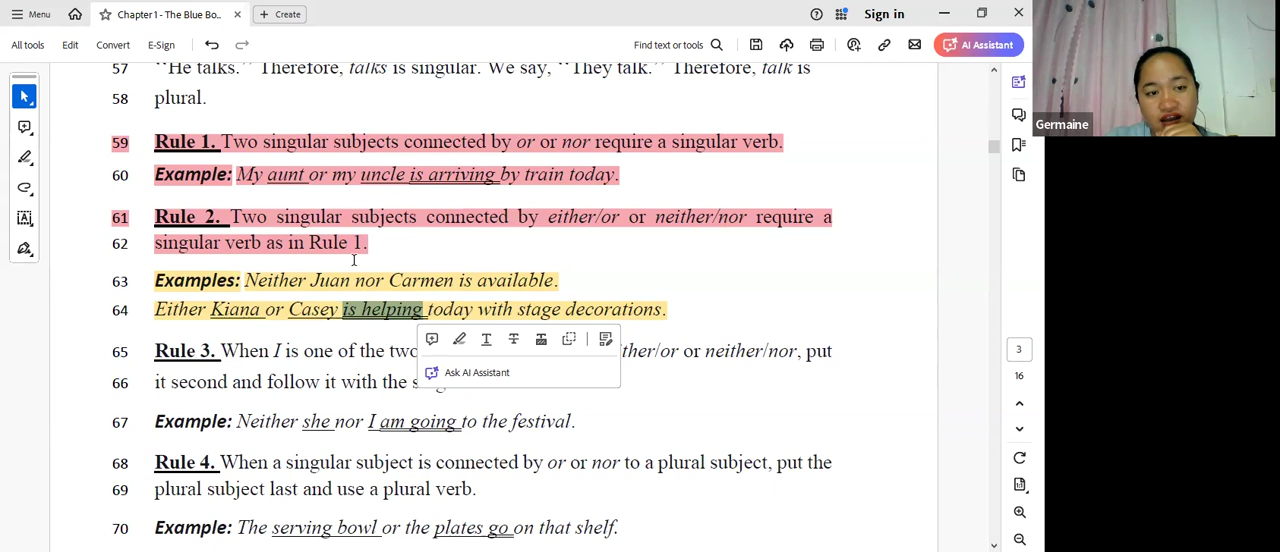 Menu
Chapter1 - The Blue Bo...
Create
Sign in
All tools
Edit
Convert
E-Sign
Find text or tools
AI Assistant
57 "He talks." Therefore, talks is singular. We say, "They talk." Therefore, talk is
58 plural.
59 Rule 1. Two singular subjects connected by or or nor require a singular verb.
60 Example: My aunt or my uncle is arriving by train today.
61 Rule 2. Two singular subjects connected by either/or or neither/nor require a
62 singular verb as in Rule 1.
63 Examples: Neither Juan nor Carmen is available.
64 Either Kiana or Casey is helping today with stage decorations.
65 Rule 3. When I is one of the two ther/or or neither/nor, put
Ask AI Assistant
66 it second and follow it with the
67 Example: Neither she nor I am going to the festival.
68 Rule 4. When a singular subject is connected by or or nor to a plural subject, put the
69 plural subject last and use a plural verb.
70 Example: The serving bowl or the plates go on that shelf.
3
16
Germaine